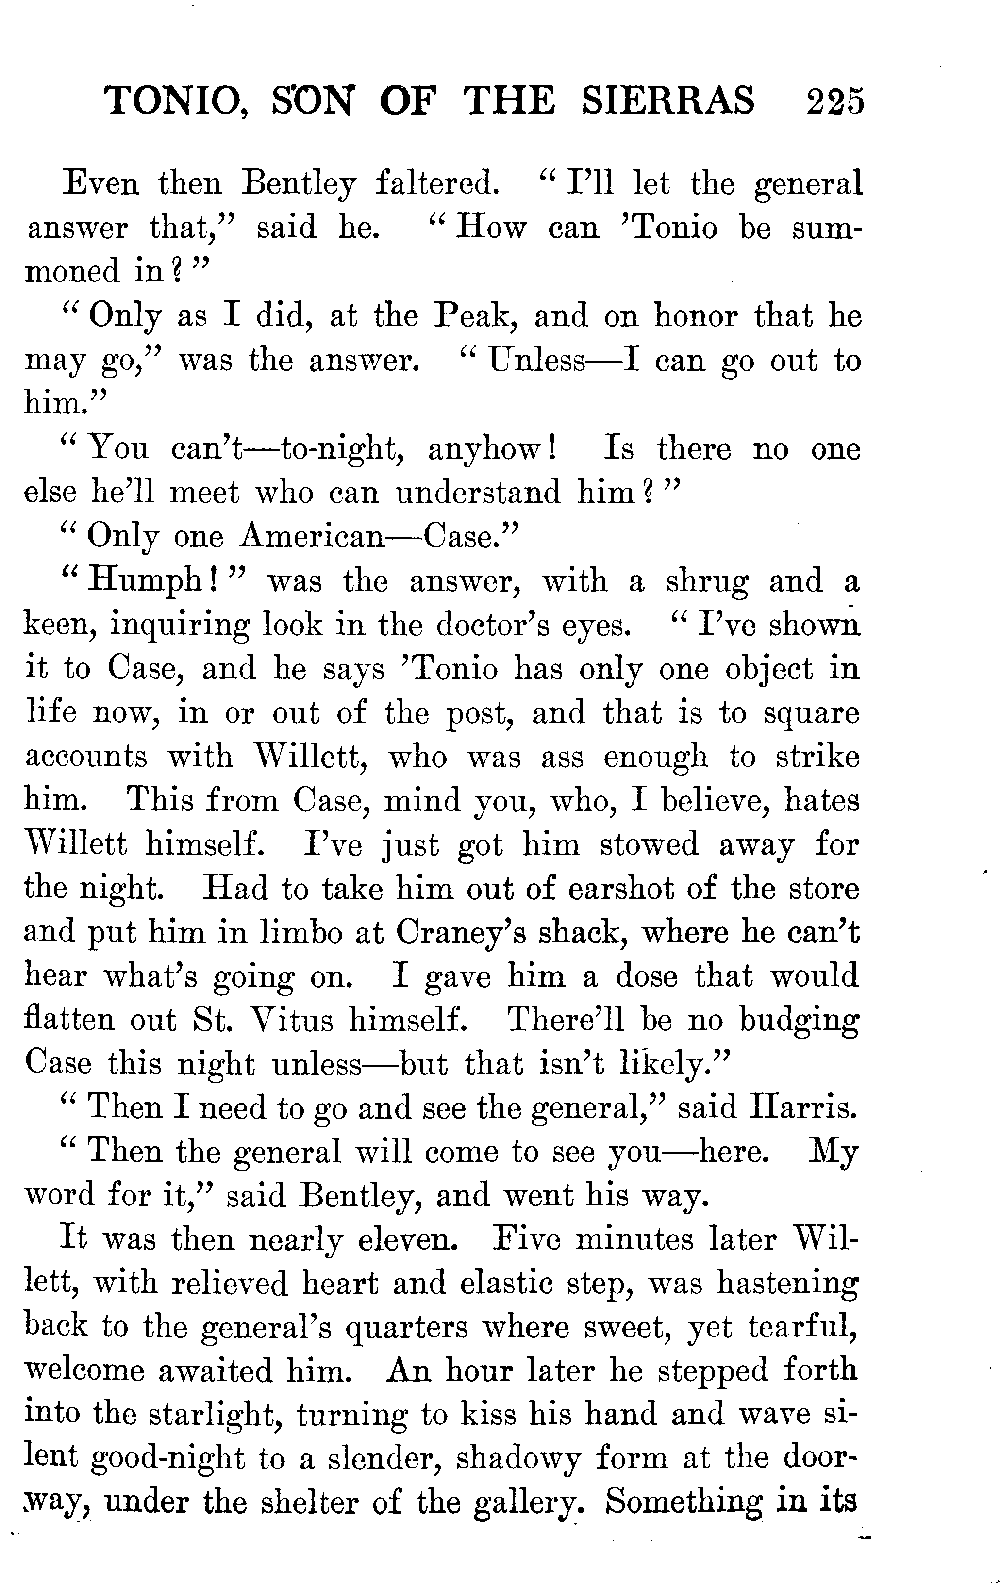 TONIO, SON OF THE SIERRAS 225
Even then Bentley faltered. “ I’ll let the general
answer that,” said he. “ How can ’Tonio be sum-
moned in? ”
“ Only as I did, at the Peak, and on honor that he
may go,” was the answer. “ Unless—I can go out to
him.”
“ You can’t—to-night, anyhow! Is there no one
else he’ll meet who can understand him? ”
“ Only one American—Case.”
“ Humph! ” was the answer, with a shrug and a
keen, inquiring look in the doctor’s eyes. “ I’ve shown
it to Case, and he says ’Tonio has only one object in
life now, in or out of the post, and that is to square
accounts with Willett, who was ass enough to strike
him. This from Case, mind you, who, I believe, hates
Willett himself. I’ve just got him stowed away for
the night. Had to take him out of earshot of the store
and put him in limbo at Craney’s shack, where he can’t
hear what’s going on. I gave him a dose that would
flatten out St. Vitus himself. There’ll be no budging
Case this night unless—but that isn’t likely.”
“ Then I need to go and see the general,” said Harris.
“ Then the general will come to see you—here. My
word for it,” said Bentley, and went his way.
It was then nearly eleven. Five minutes later Wil-
lett, with relieved heart and elastic step, was hastening
back to the general’s quarters where sweet, yet tearful,
welcome awaited him. An hour later he stepped forth
into the starlight, turning to kiss his hand and wave si-
lent good-night to a slender, shadowy form at the door-
way, under the shelter of the gallery. Something in its